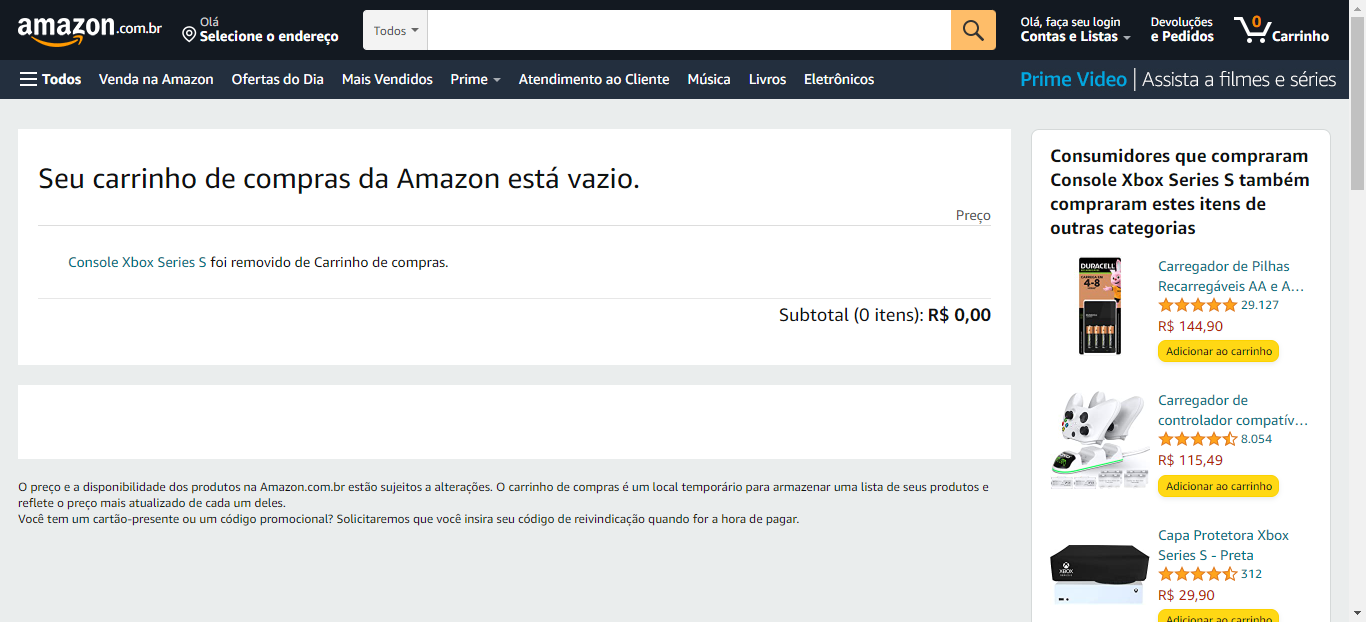 amazon.com.br
Olá
Selecione o endereço
Todos
Olá, faça seu login
Contas e Listas
Devoluções
e Pedidos
0
Carrinho
Todos
Venda na Amazon
Ofertas do Dia
Mais Vendidos
Prime
Atendimento ao Cliente
Música
Livros
Eletrônicos
Prime Video | Assista a filmes e séries
Seu carrinho de compras da Amazon está vazio.
Preço
Console Xbox Series S foi removido de Carrinho de compras.
Subtotal (0 itens): R$ 0,00
O preço e a disponibilidade dos produtos na Amazon.com.br estão sujeitos a alterações. O carrinho de compras é um local temporário para armazenar uma lista de seus produtos e
reflete o preço mais atualizado de cada um deles.
Você tem um cartão-presente ou um código promocional? Solicitaremos que você insira seu código de reivindicação quando for a hora de pagar.
Consumidores que compraram
Console Xbox Series S também
compraram estes itens de
outras categorias
DURACELL
4-8
Carregador de Pilhas
Recarregáveis AA e A…
29.127
R$ 144,90
Adicionar ao carrinho
Carregador de
controlador compatív…
8.054
R$ 115,49
Adicionar ao carrinho
XBOX
Capa Protetora Xbox
Series S - Preta
312
R$ 29,90
Adicionar ao carrinho